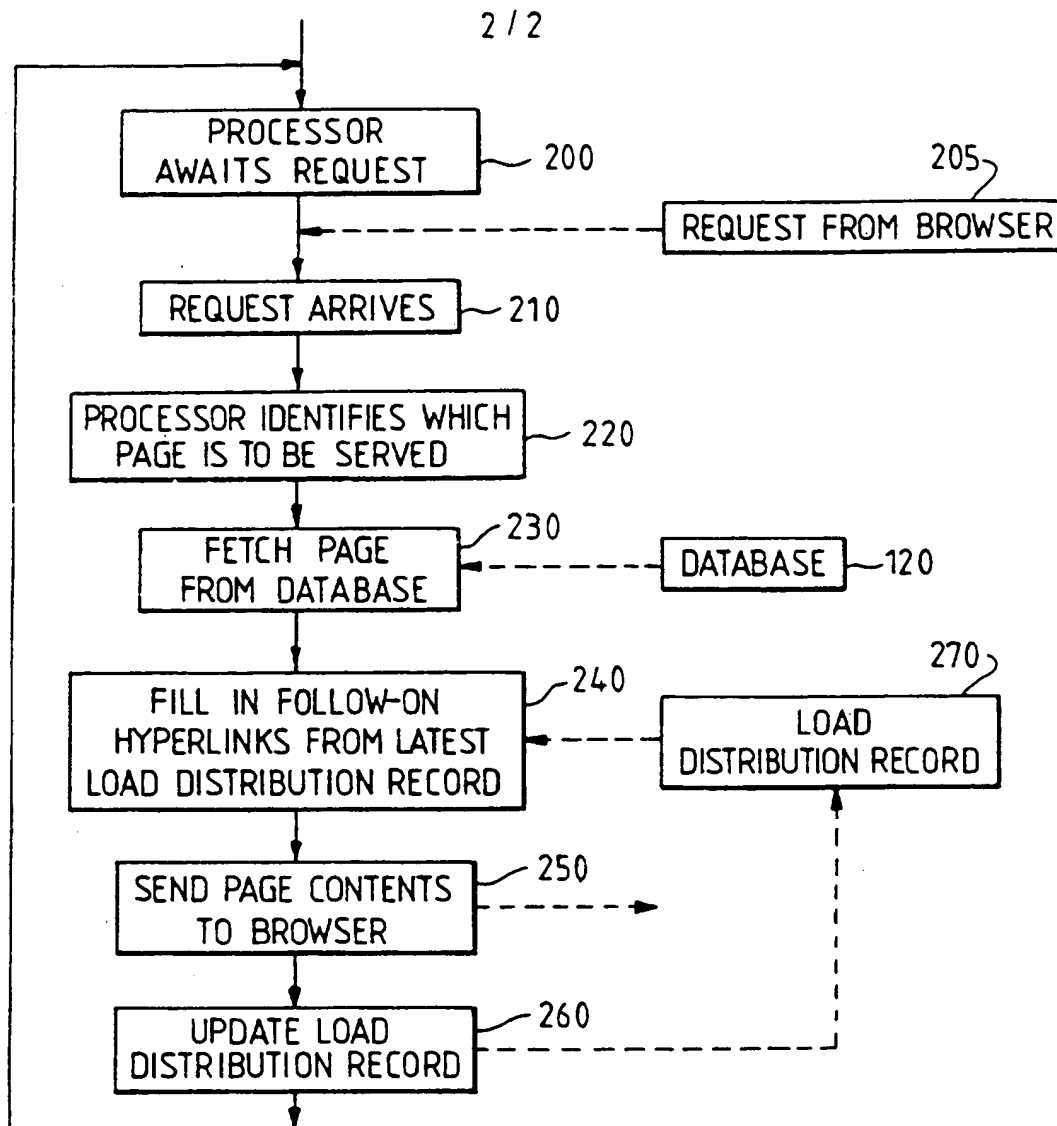 2/2
PROCESSOR
AWAITS REQUEST
200
205
REQUEST FROM BROWSER
REQUEST ARRIVES
210
PROCESSOR IDENTIFIES WHICH
PAGE IS TO BE SERVED
220
230
FETCH PAGE
FROM DATABASE
DATABASE
120
240
FILL IN FOLLOW-ON
HYPERLINKS FROM LATEST
LOAD DISTRIBUTION RECORD
270
LOAD
DISTRIBUTION RECORD
250
SEND PAGE CONTENTS
TO BROWSER
260
UPDATE LOAD
DISTRIBUTION RECORD